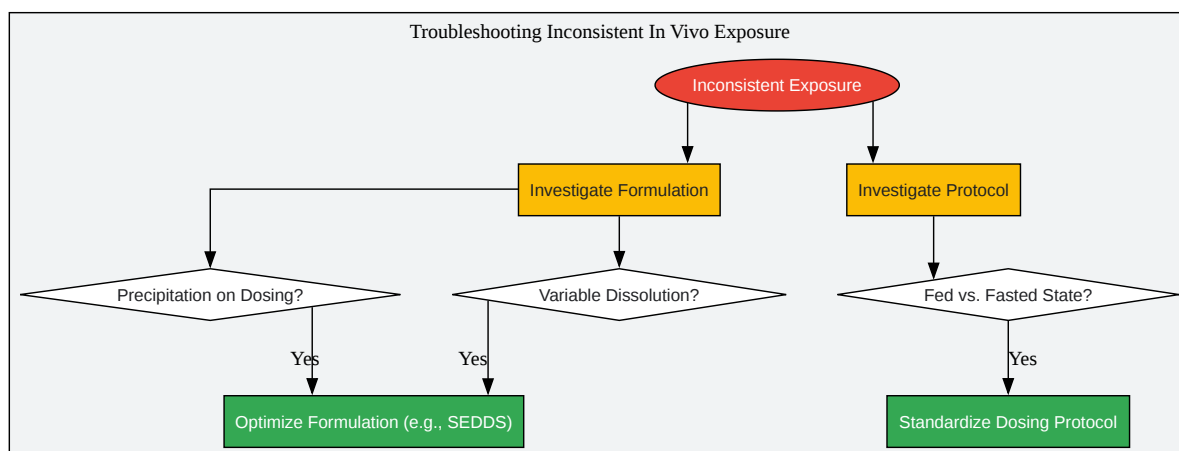 Troubleshooting Inconsistent In Vivo Exposure
Inconsistent Exposure
Investigate Formulation
Investigate Protocol
Precipitation on Dosing?
Variable Dissolution?
Fed vs. Fasted State?
Yes
Yes
Yes
Optimize Formulation (e.g., SEDDS)
Standardize Dosing Protocol